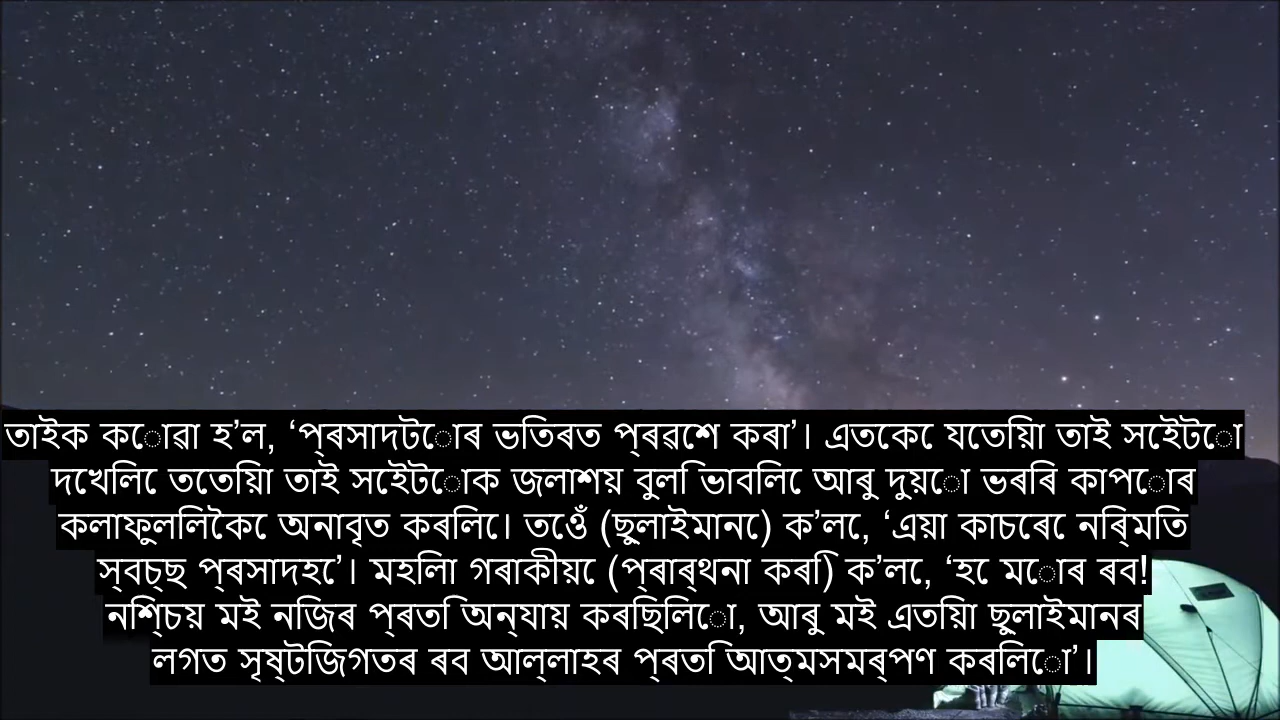 তাইক কোৱা হ’ল, ‘প্ৰসাদটোৰ ভিতৰত প্ৰৱেশ কৰা’। এতেকে যেতিয়া তাই সেইটো
দেখিলে তেতিয়া তাই সেইটোক জলাশয় বুলি ভাবিলে আৰু দুয়ো ভৰিৰ কাপোৰ
কলাফুললৈকে অনাবৃত কৰিলে। তেওঁ (ছুলাইমানে) ক’লে, ‘এয়া কাচেৰে নিৰ্মিত
স্বচ্ছ প্ৰসাদহে’। মহিলা গৰাকীয়ে (প্ৰাৰ্থনা কৰি) ক’লে, ‘হে মোৰ ৰব!
নিশ্চয় মই নিজৰ প্ৰতি অন্যায় কৰিছিলো, আৰু মই এতিয়া ছুলাইমানৰ
লগত সৃষ্টিজগতৰ ৰব আল্লাহৰ প্ৰতি আত্মসমৰ্পণ কৰিলো’।